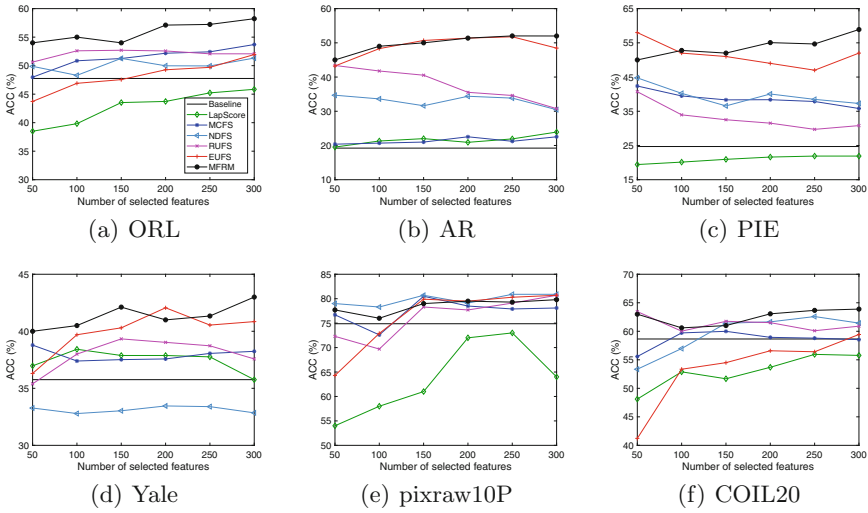 60
55
50
45
40
35
30
ACC (%)
Baseline
LapScore
MCFS
NDFS
RUFS
EUFS
MFRM
50 100 150 200 250 300
Number of selected features
(a) ORL
60
50
40
30
20
10
ACC (%)
50 100 150 200 250 300
Number of selected features
(b) AR
65
55
45
35
25
15
ACC (%)
50 100 150 200 250 300
Number of selected features
(c) PIE
45
40
35
30
ACC (%)
50 100 150 200 250 300
Number of selected features
(d) Yale
85
80
75
70
65
60
55
50
ACC (%)
50 100 150 200 250 300
Number of selected features
(e) pixraw10P
70
65
60
55
50
45
40
ACC (%)
50 100 150 200 250 300
Number of selected features
(f) COIL20